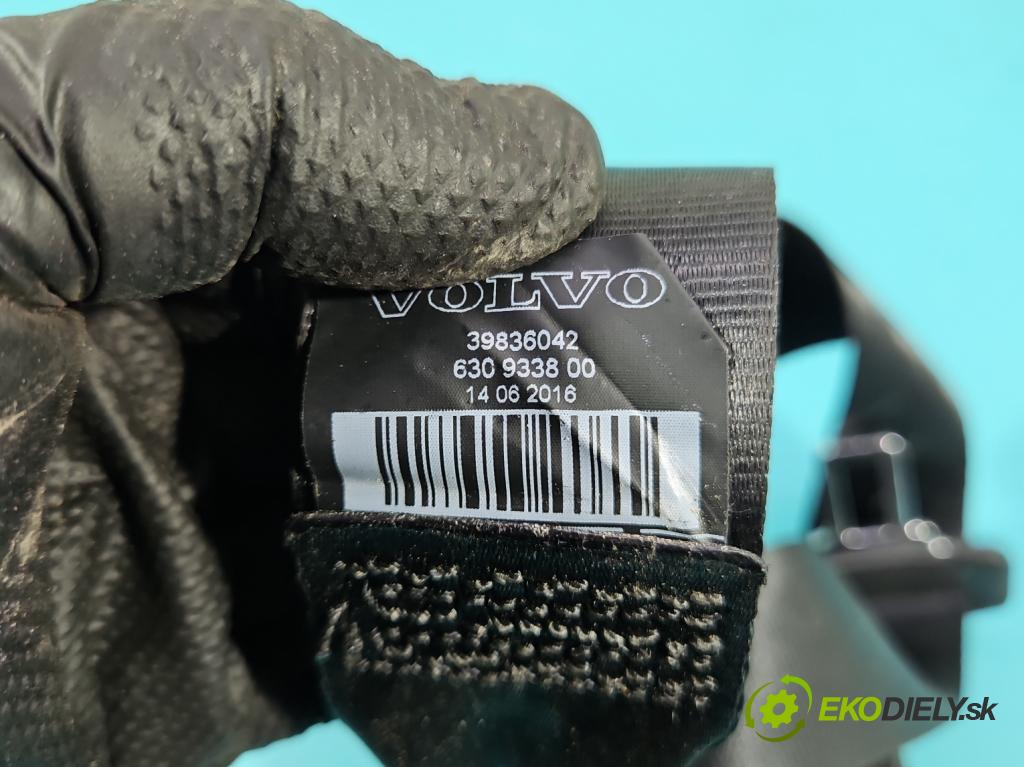 VOLVO
39836042
630 9338 00
14 06 2016
EKODIELY.sk